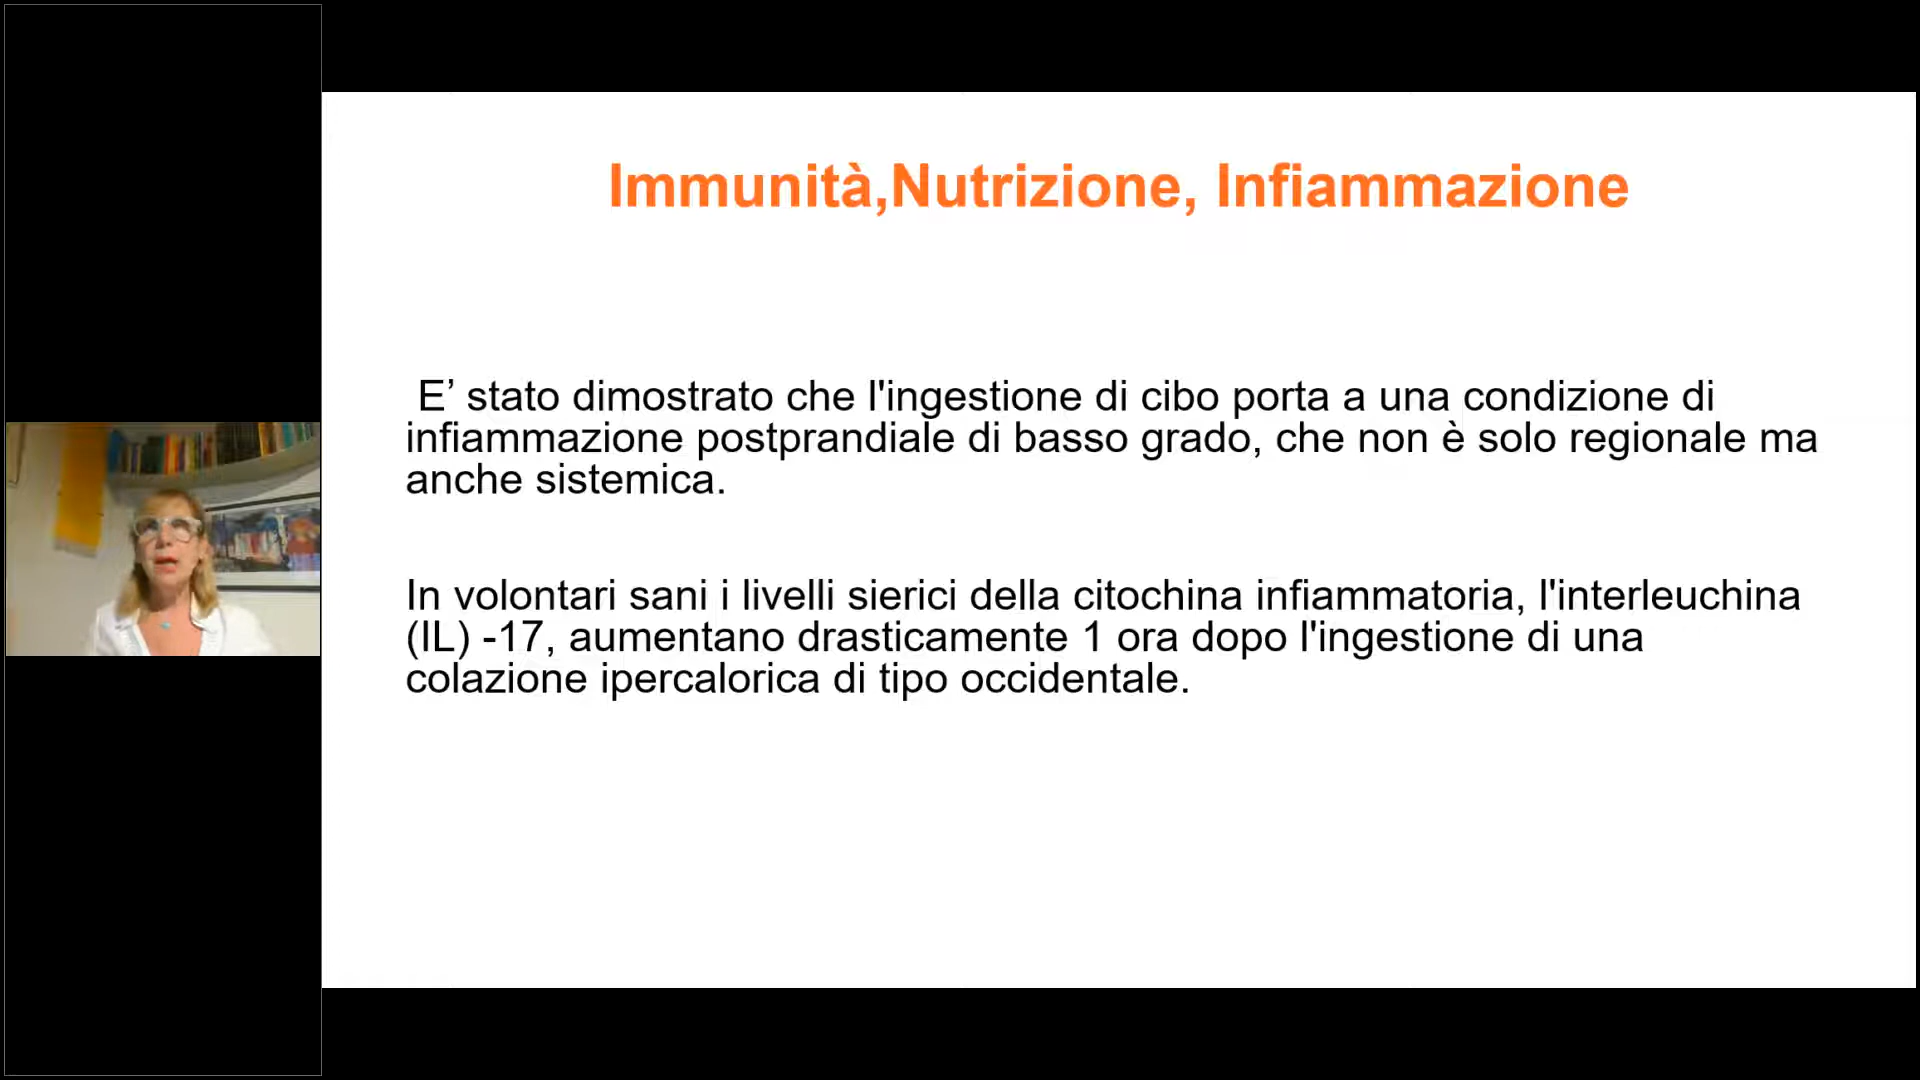 Immunità,Nutrizione, Infiammazione
E’ stato dimostrato che l'ingestione di cibo porta a una condizione di
infiammazione postprandiale di basso grado, che non è solo regionale ma
anche sistemica.
In volontari sani i livelli sierici della citochina infiammatoria, l'interleuchina
(IL) -17, aumentano drasticamente 1 ora dopo l'ingestione di una
colazione ipercalorica di tipo occidentale.